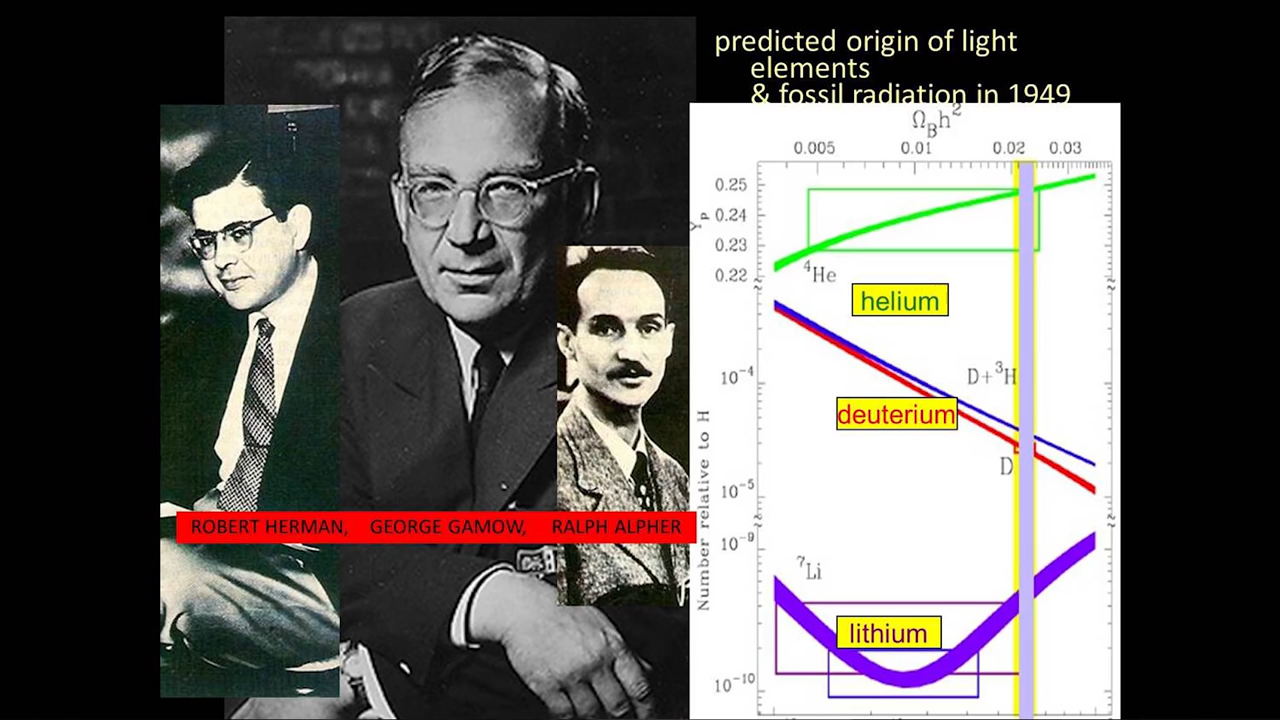 predicted origin of light
elements
& fossil radiation in 1949
Ω_B h²
0.005 0.01 0.02 0.03
0.25
0.24
0.23
0.22
Y_P
⁴He
helium
10⁻⁴
D+³H
deuterium
D
10⁻⁵
Number relative to H
10⁻⁹
⁷Li
lithium
10⁻¹⁰
ROBERT HERMAN, GEORGE GAMOW, RALPH ALPHER